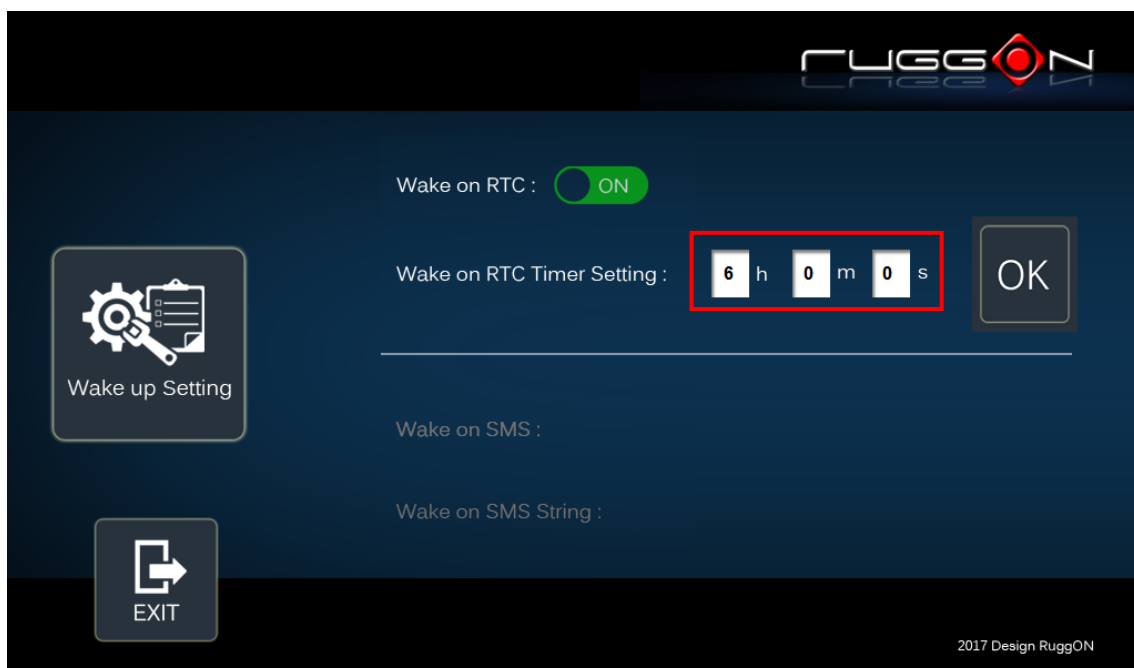 ruggON
Wake on RTC : ON
Wake on RTC Timer Setting : 6 h 0 m 0 s OK
Wake up Setting
Wake on SMS :
Wake on SMS String :
EXIT
2017 Design RuggON